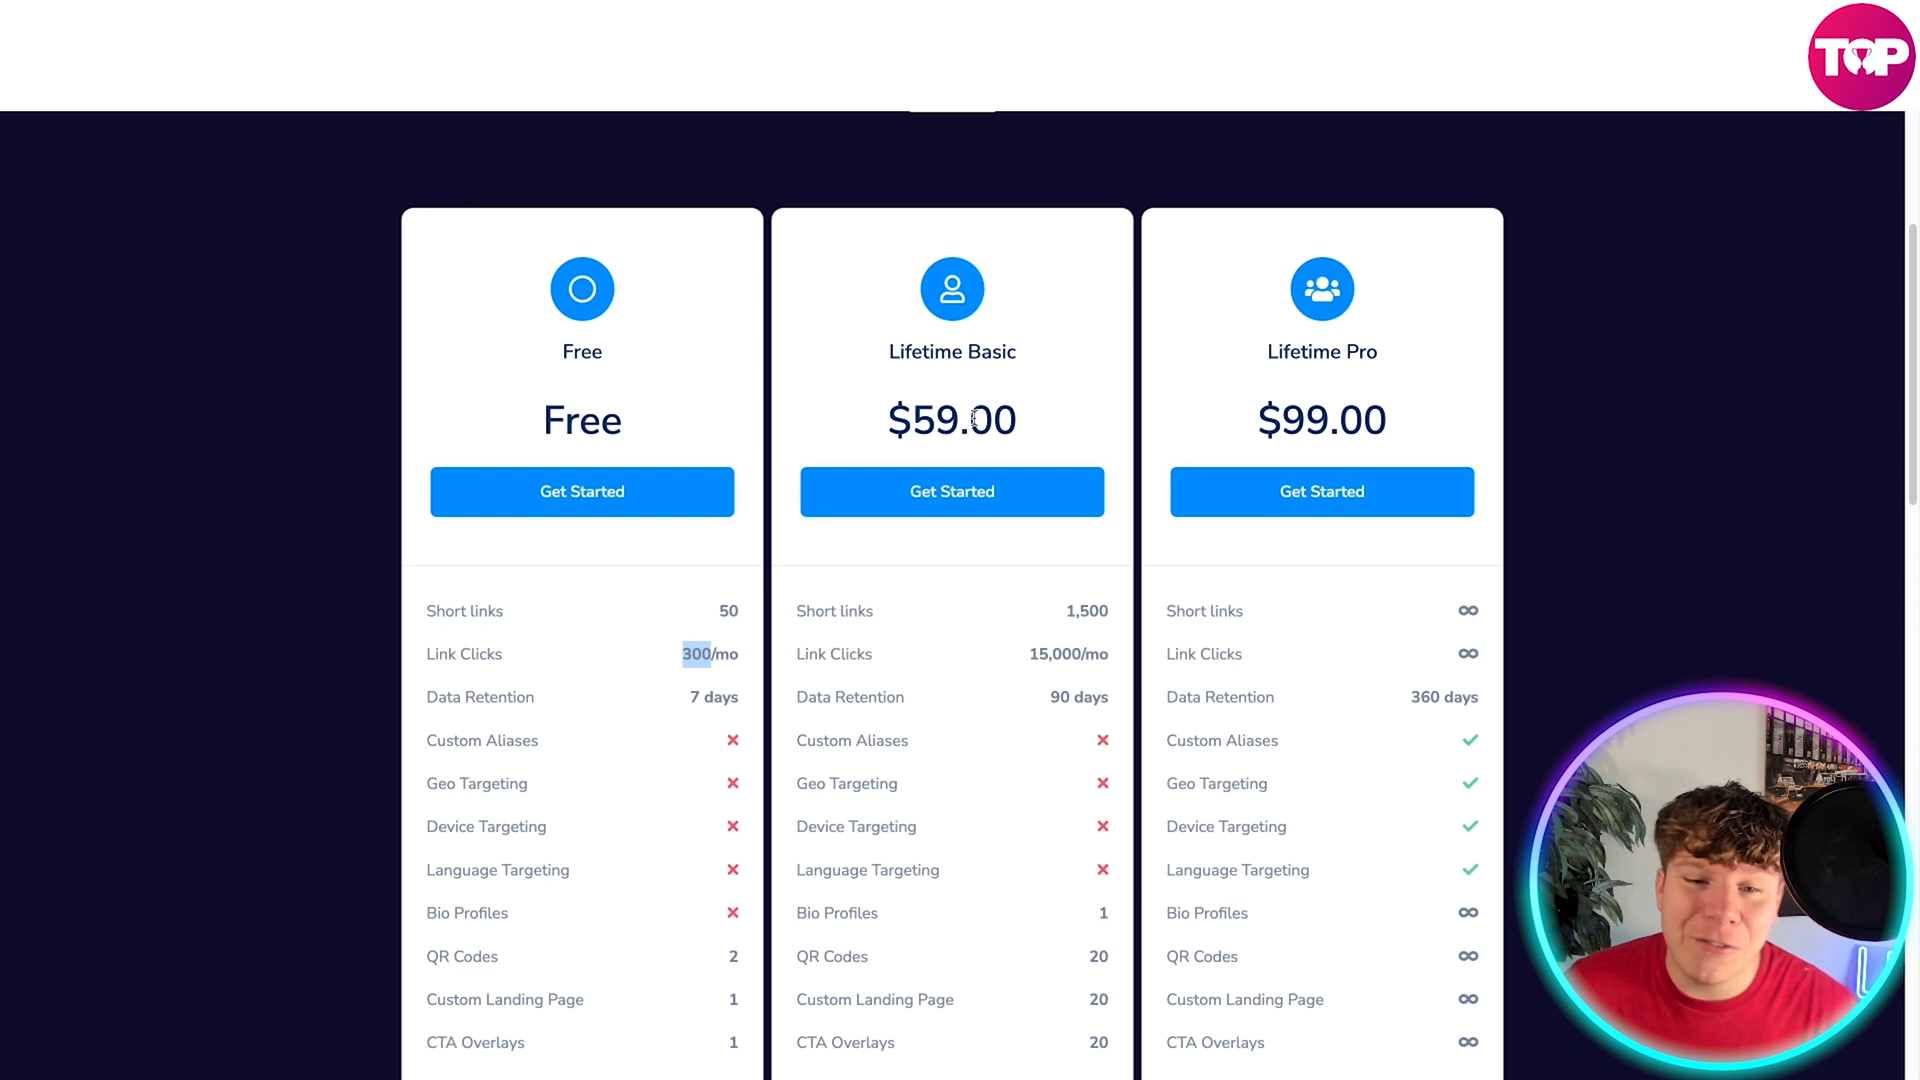 TOP
Free
Free
Get Started
Short links 50
Link Clicks 300/mo
Data Retention 7 days
Custom Aliases
Geo Targeting
Device Targeting
Language Targeting
Bio Profiles
QR Codes 2
Custom Landing Page 1
CTA Overlays 1
Lifetime Basic
$59.00
Get Started
Short links 1,500
Link Clicks 15,000/mo
Data Retention 90 days
Custom Aliases
Geo Targeting
Device Targeting
Language Targeting
Bio Profiles 1
QR Codes 20
Custom Landing Page 20
CTA Overlays 20
Lifetime Pro
$99.00
Get Started
Short links ∞
Link Clicks ∞
Data Retention 360 days
Custom Aliases
Geo Targeting
Device Targeting
Language Targeting
Bio Profiles ∞
QR Codes ∞
Custom Landing Page ∞
CTA Overlays ∞